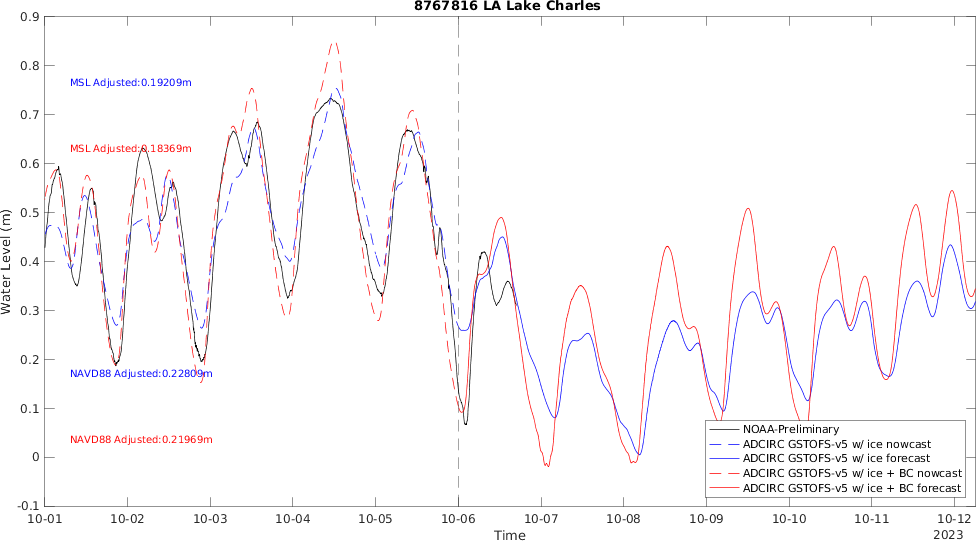 8767816 LA Lake Charles
Water Level (m)
0.9
0.8
0.7
0.6
0.5
0.4
0.3
0.2
0.1
0
-0.1
MSL Adjusted:0.19209m
MSL Adjusted:0.18369m
NAVD88 Adjusted:0.22809m
NAVD88 Adjusted:0.21969m
NOAA-Preliminary
ADCIRC GSTOFS-v5 w/ ice nowcast
ADCIRC GSTOFS-v5 w/ ice forecast
ADCIRC GSTOFS-v5 w/ ice + BC nowcast
ADCIRC GSTOFS-v5 w/ ice + BC forecast
10-01 10-02 10-03 10-04 10-05 10-06 10-07 10-08 10-09 10-10 10-11 10-12
2023
Time